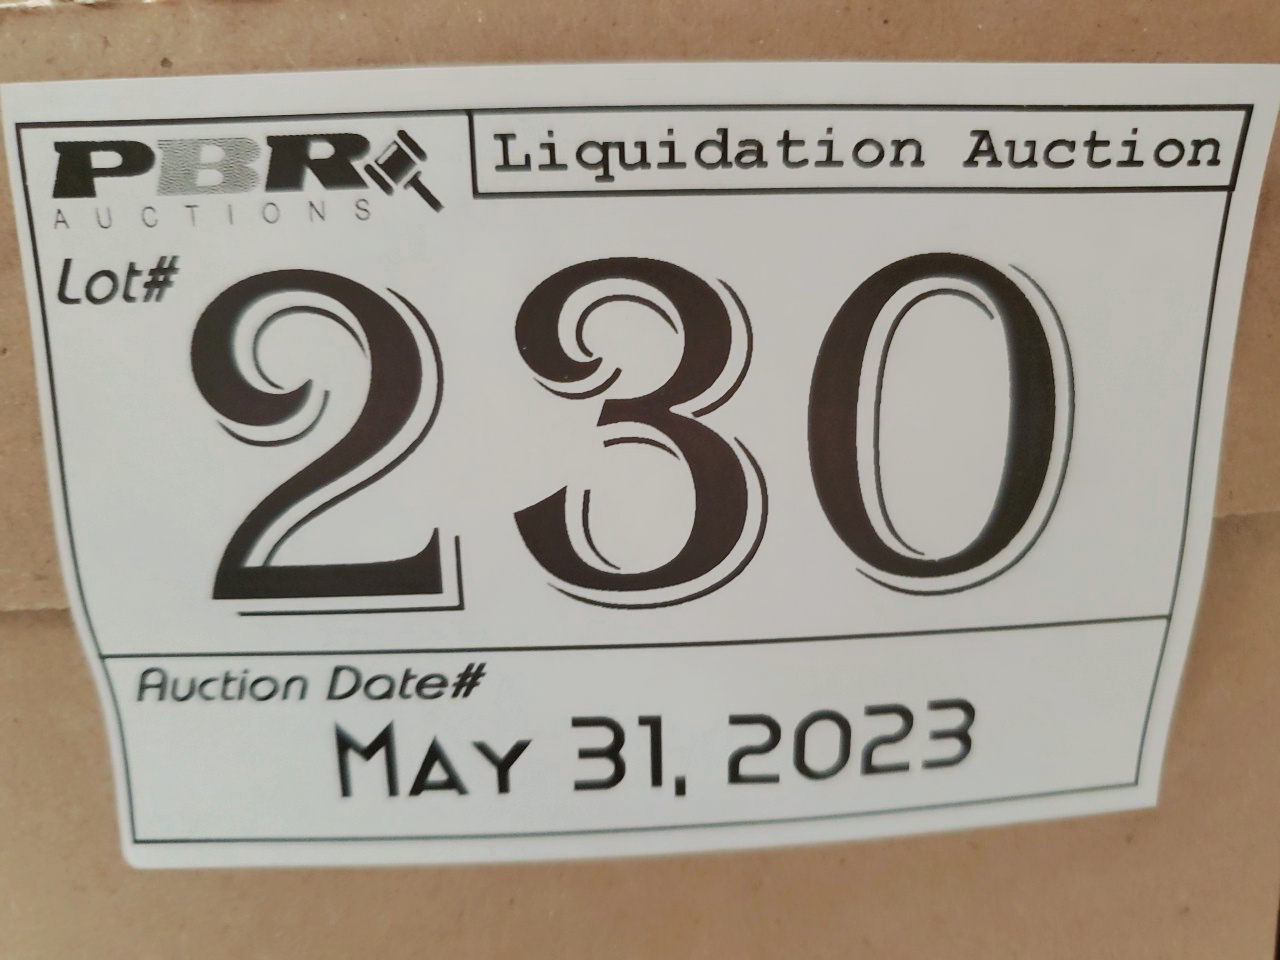 PBR
AUCTIONS
Liquidation Auction
Lot#
230
Auction Date#
MAY 31, 2023